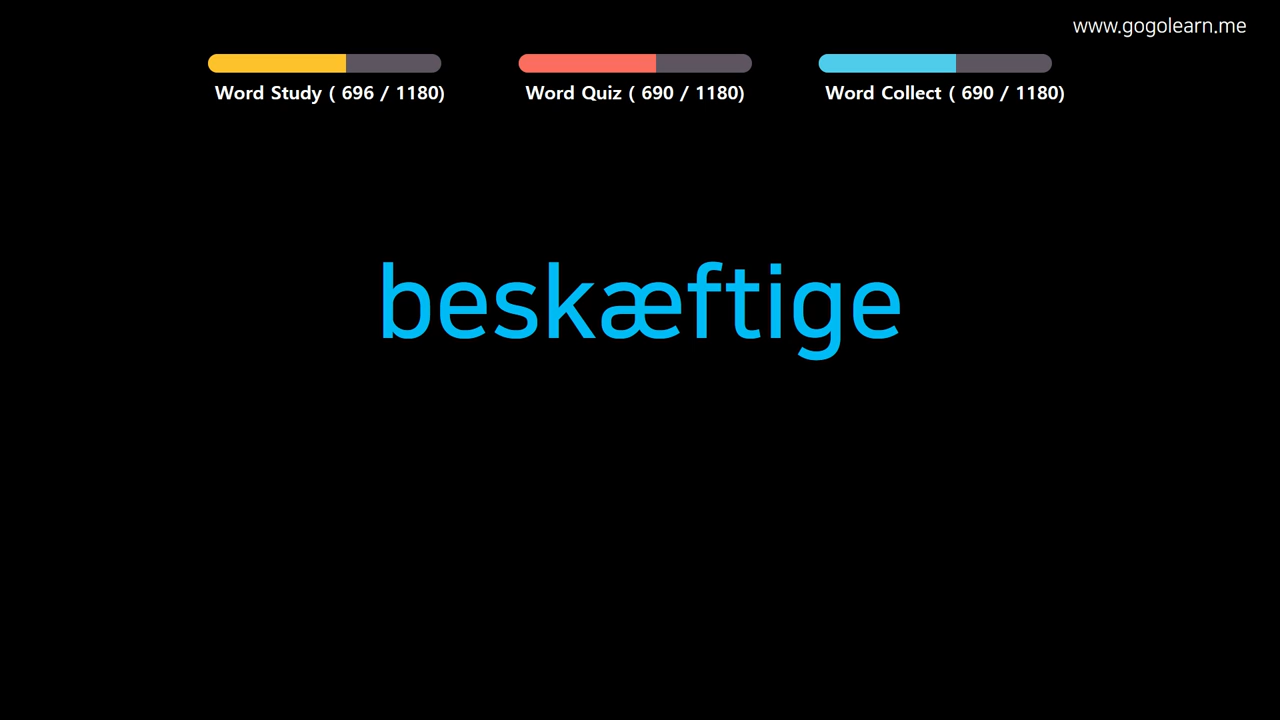 www.gogolearn.me
Word Study ( 696 / 1180)
Word Quiz ( 690 / 1180)
Word Collect ( 690 / 1180)
beskæftige